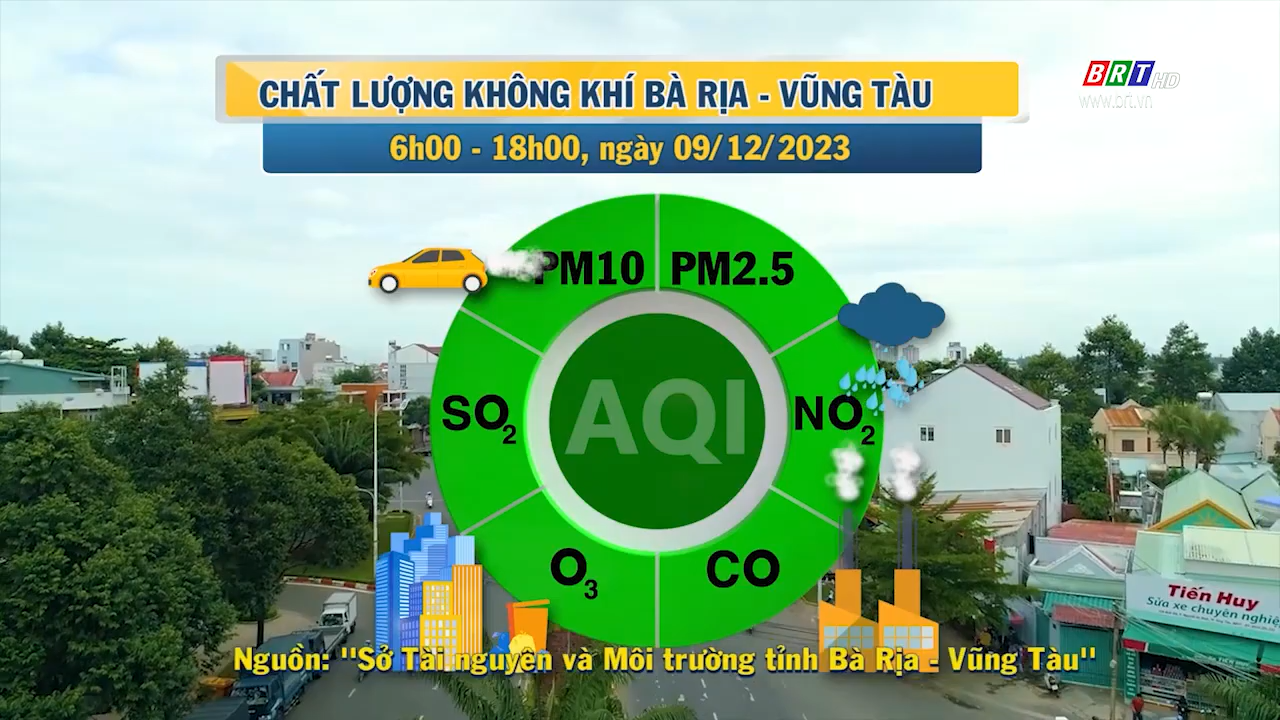 CHẤT LƯỢNG KHÔNG KHÍ BÀ RỊA - VŨNG TÀU
BRT HD
www.brt.vn
6h00 - 18h00, ngày 09/12/2023
PM10
PM2.5
SO₂
AQI
NO₂
O₃
CO
Tiến Huy
Sửa xe chuyên nghiệ
Nguồn: "Sở Tài nguyên và Môi trường tỉnh Bà Rịa - Vũng Tàu"